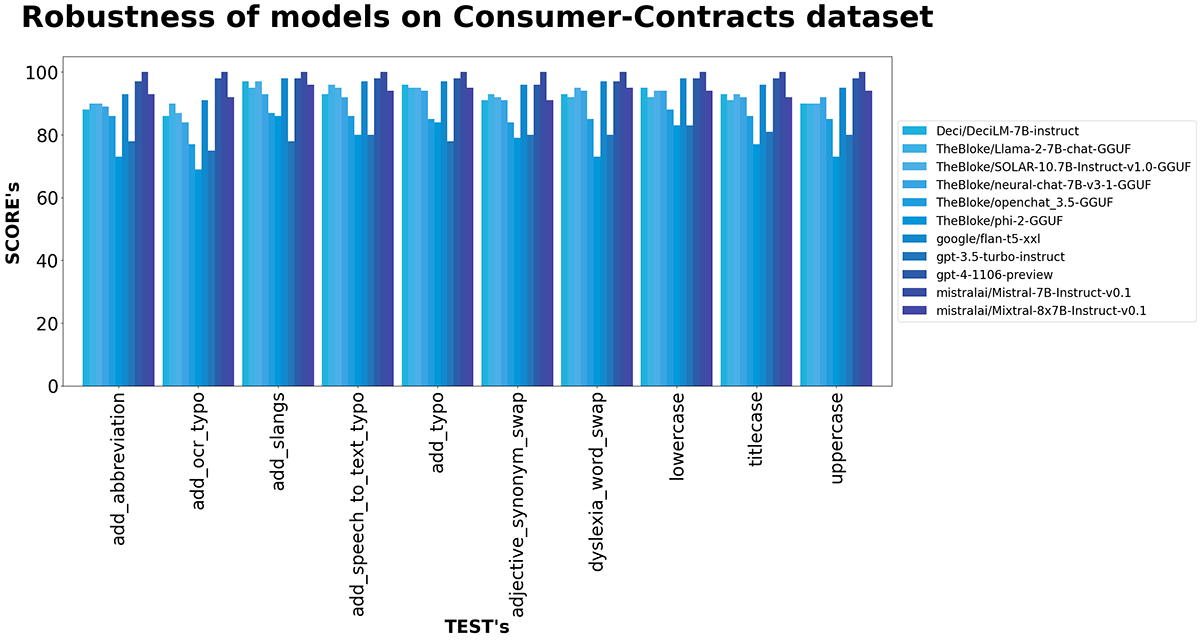 Robustness of models on Consumer-Contracts dataset
SCORE's
100
80
60
40
20
0
add_abbreviation
add_ocr_typo
add_slangs
add_speech_to_text_typo
add_typo
adjective_synonym_swap
dyslexia_word_swap
lowercase
titlecase
uppercase
TEST's
Deci/DeciLM-7B-instruct
TheBloke/Llama-2-7B-chat-GGUF
TheBloke/SOLAR-10.7B-Instruct-v1.0-GGUF
TheBloke/neural-chat-7B-v3-1-GGUF
TheBloke/openchat_3.5-GGUF
TheBloke/phi-2-GGUF
google/flan-t5-xxl
gpt-3.5-turbo-instruct
gpt-4-1106-preview
mistralai/Mistral-7B-Instruct-v0.1
mistralai/Mixtral-8x7B-Instruct-v0.1